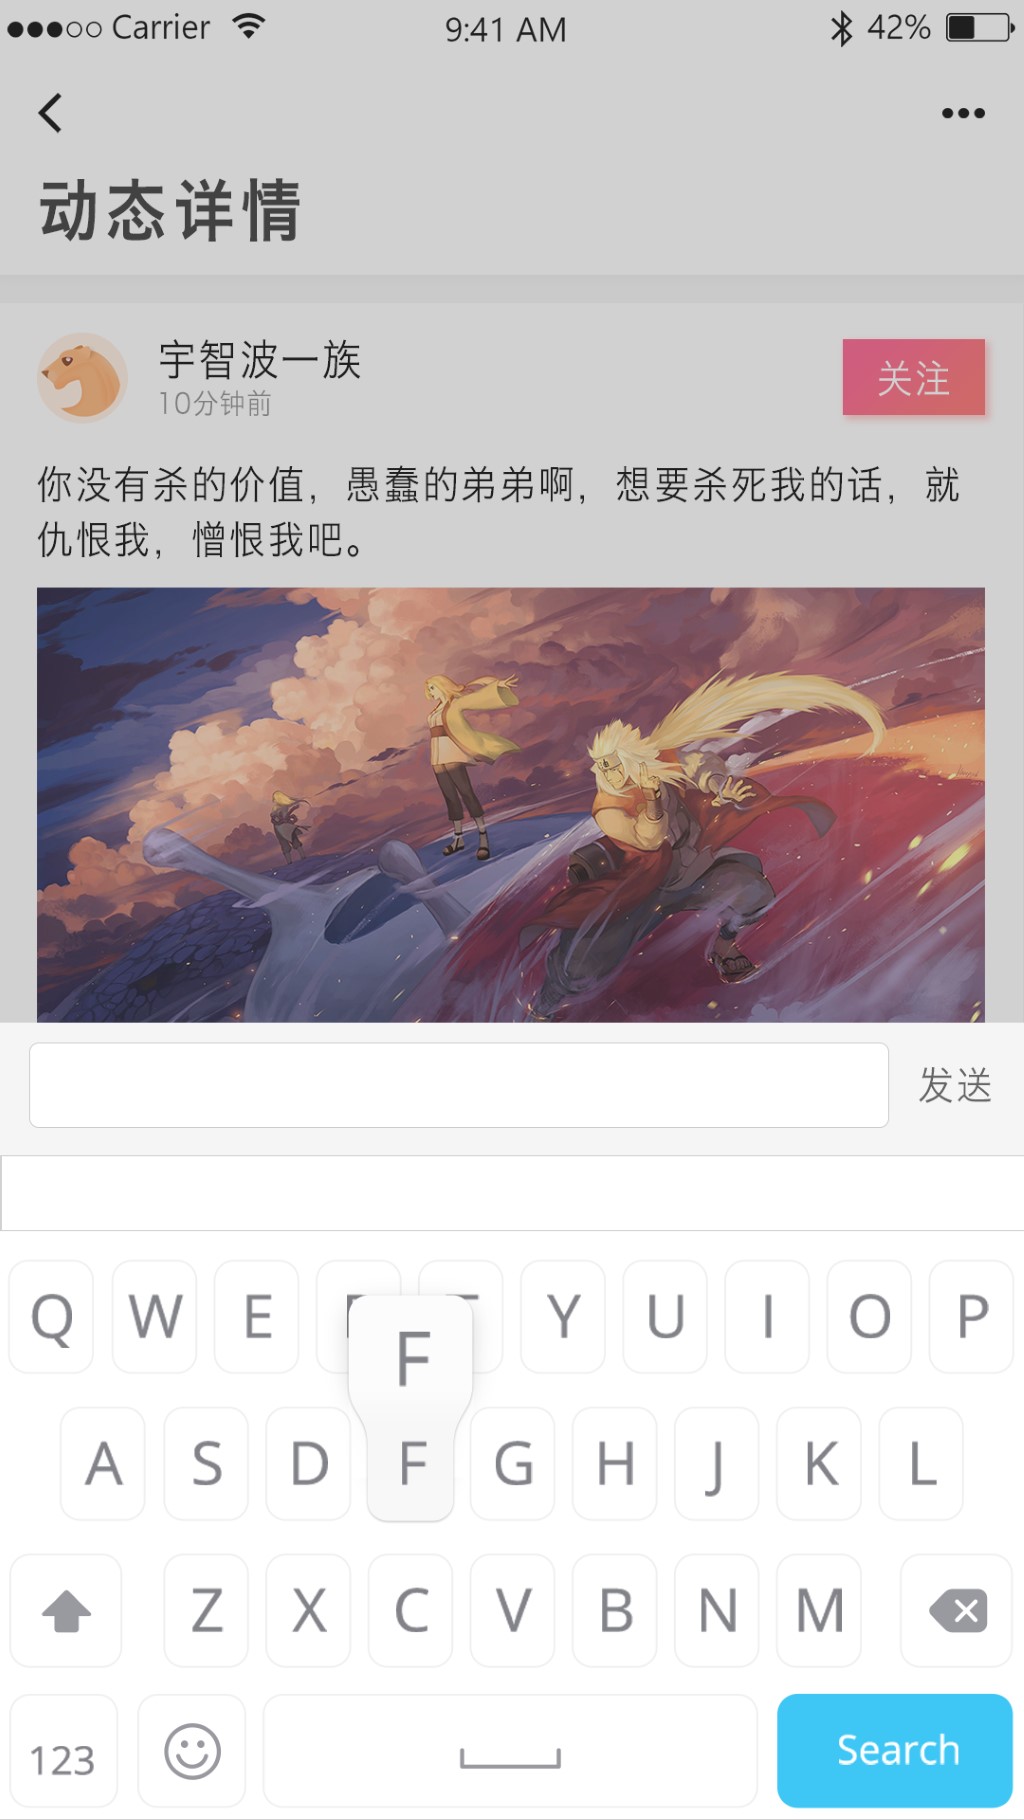 Carrier 9:41 AM 42%
动态详情
宇智波一族
10分钟前
关注
你没有杀的价值，愚蠢的弟弟啊，想要杀死我的话，就
仇恨我，憎恨我吧。
发送
Q W E Y U I O P
F
A S D F G H J K L
Z X C V B N M
123 Search